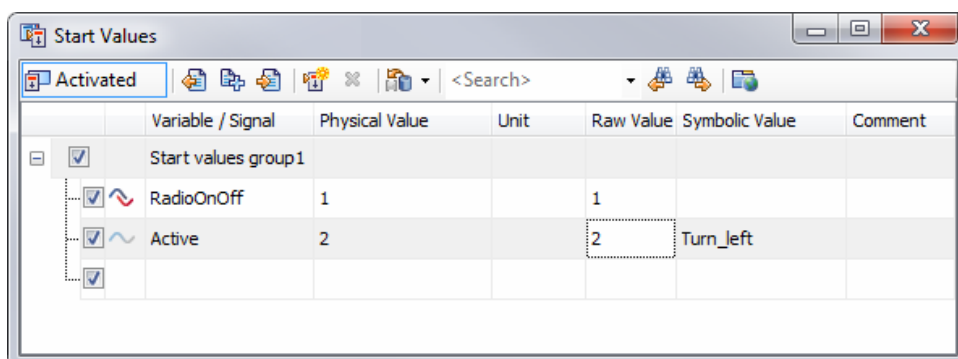 Start Values
Activated <Search>
Variable / Signal Physical Value Unit Raw Value Symbolic Value Comment
Start values group1
RadioOnOff 1 1
Active 2 2 Turn_left